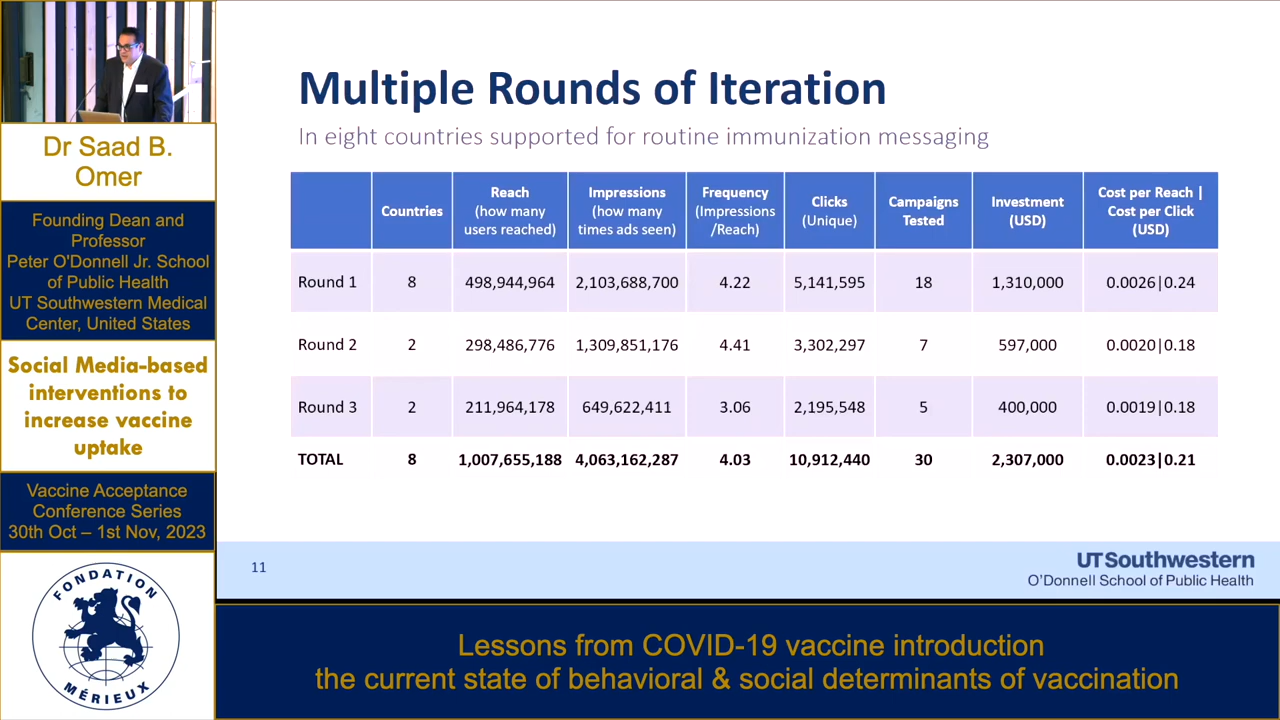 Dr Saad B.
Omer
Founding Dean and
Professor
Peter O'Donnell Jr. School
of Public Health
UT Southwestern Medical
Center, United States
Social Media-based
interventions to
increase vaccine
uptake
Vaccine Acceptance
Conference Series
30th Oct – 1st Nov, 2023
FONDATION
MÉRIEUX
Multiple Rounds of Iteration
In eight countries supported for routine immunization messaging
Countries Reach (how many users reached) Impressions (how many times ads seen) Frequency (Impressions /Reach) Clicks (Unique) Campaigns Tested Investment (USD) Cost per Reach | Cost per Click (USD)
Round 1 8 498,944,964 2,103,688,700 4.22 5,141,595 18 1,310,000 0.0026|0.24
Round 2 2 298,486,776 1,309,851,176 4.41 3,302,297 7 597,000 0.0020|0.18
Round 3 2 211,964,178 649,622,411 3.06 2,195,548 5 400,000 0.0019|0.18
TOTAL 8 1,007,655,188 4,063,162,287 4.03 10,912,440 30 2,307,000 0.0023|0.21
11
UTSouthwestern
O'Donnell School of Public Health
Lessons from COVID-19 vaccine introduction
the current state of behavioral & social determinants of vaccination